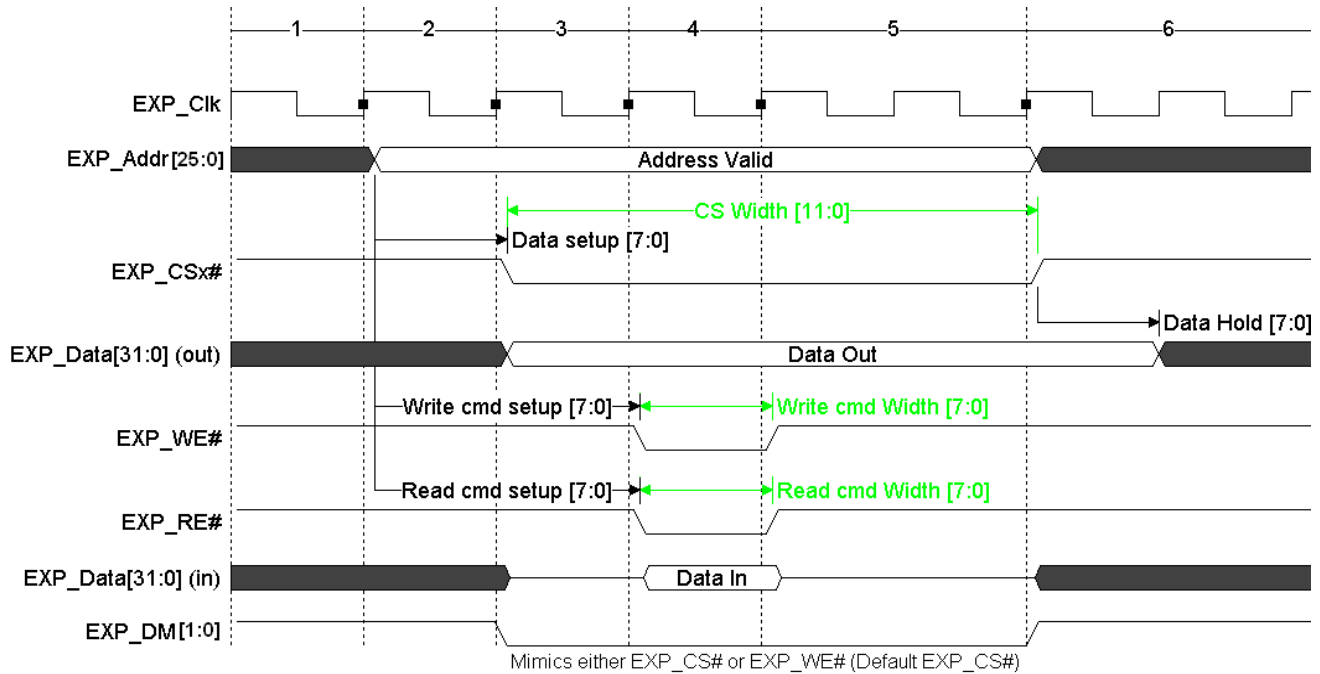 1 2 3 4 5 6
EXP_Clk
EXP_Addr[25:0] Address Valid
CS Width [11:0]
Data setup [7:0]
EXP_CSx#
Data Hold [7:0]
EXP_Data[31:0] (out) Data Out
Write cmd setup [7:0] Write cmd Width [7:0]
EXP_WE#
Read cmd setup [7:0] Read cmd Width [7:0]
EXP_RE#
EXP_Data[31:0] (in) Data In
EXP_DM[1:0]
Mimics either EXP_CS# or EXP_WE# (Default EXP_CS#)